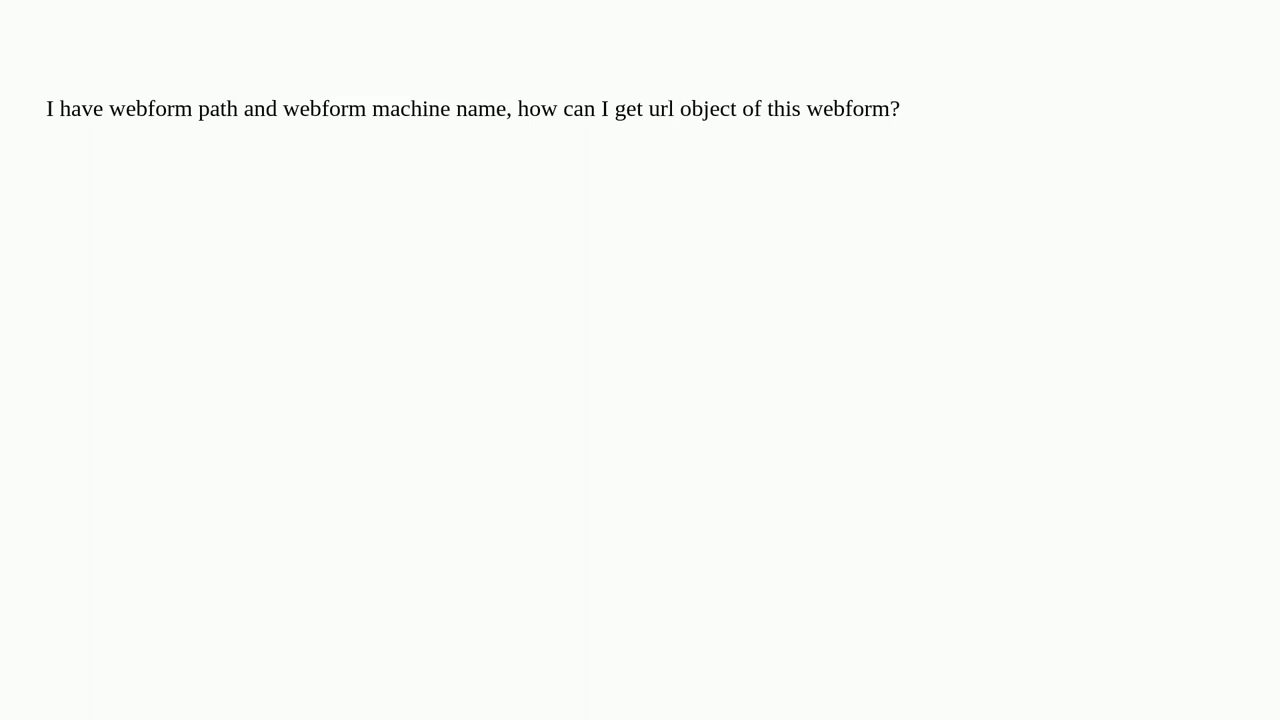 I have webform path and webform machine name, how can I get url object of this webform?